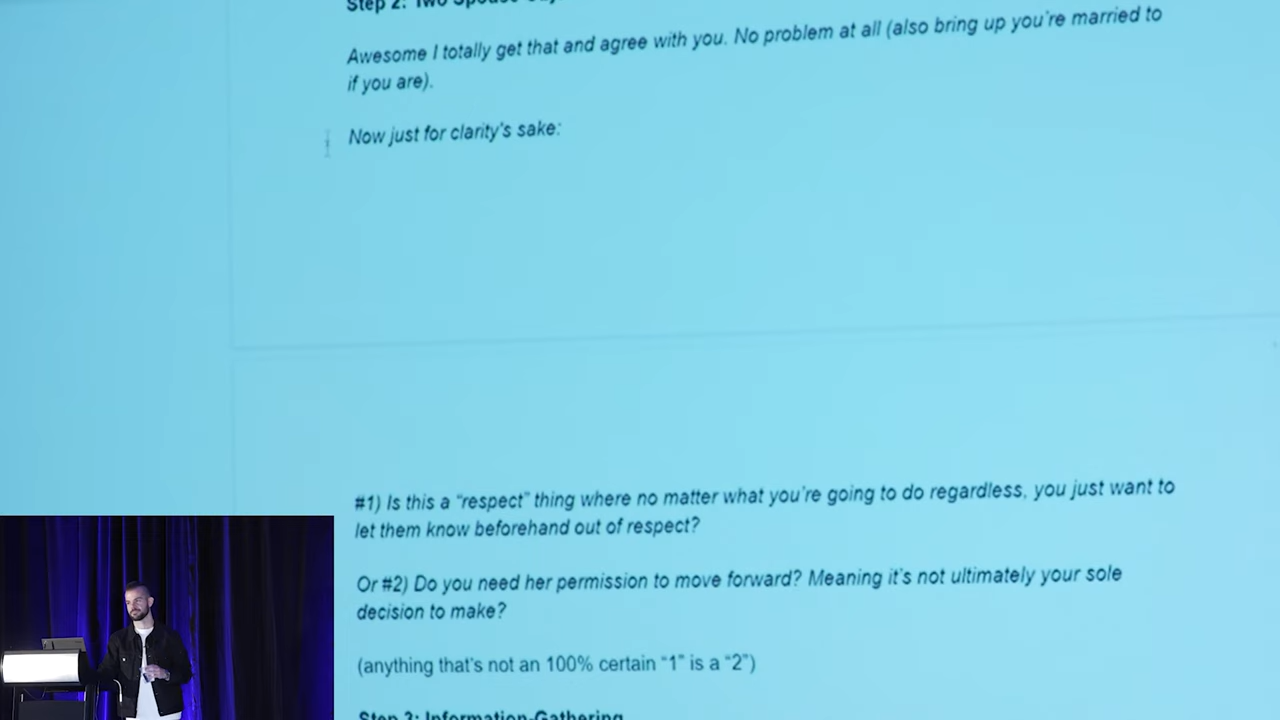 Step 2: Two Spouse
Awesome I totally get that and agree with you. No problem at all (also bring up you're married to
if you are).
Now just for clarity's sake:
#1) Is this a “respect” thing where no matter what you're going to do regardless, you just want to
let them know beforehand out of respect?
Or #2) Do you need her permission to move forward? Meaning it's not ultimately your sole
decision to make?
(anything that's not an 100% certain “1” is a “2”)
Step 3: Information-Gathering